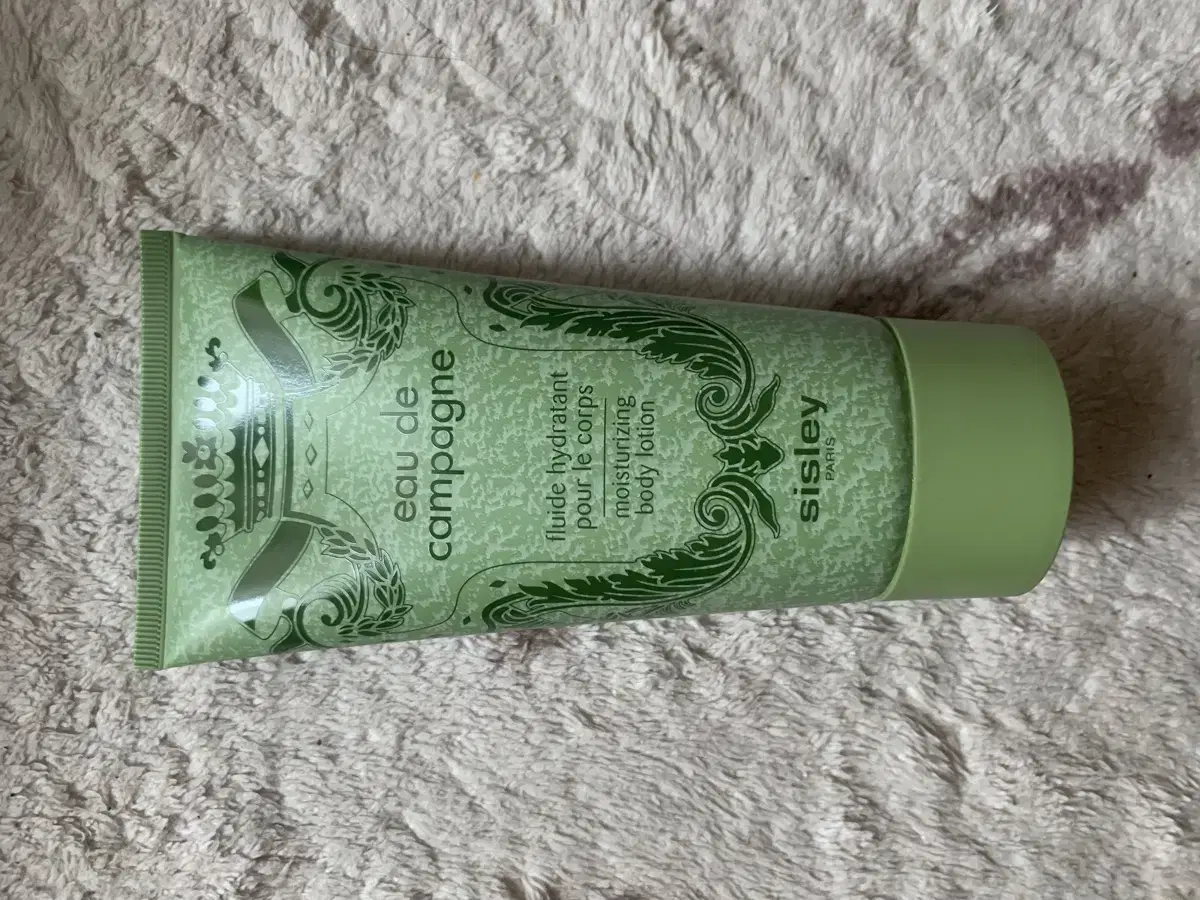 eau de
campagne
fluide hydratant
pour le corps
moisturizing
body lotion
sisley
PARIS